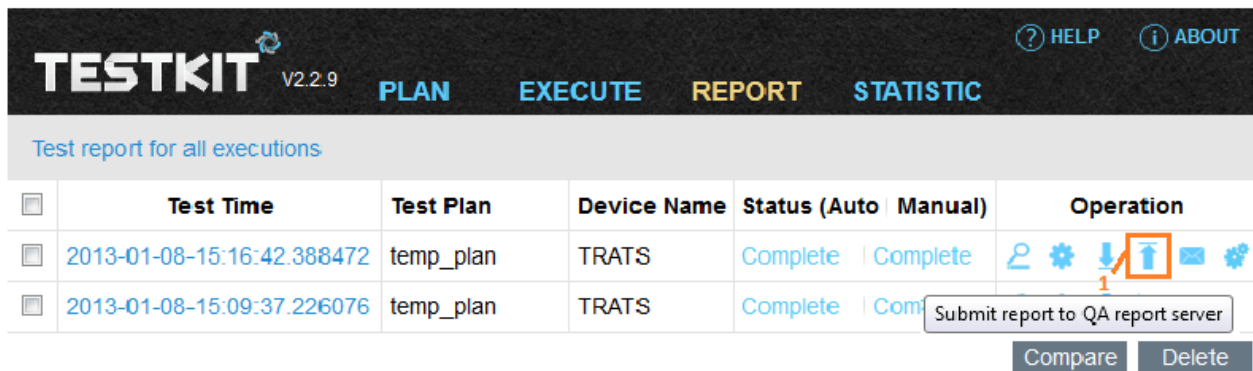 HELP ABOUT
TESTKIT V2.2.9 PLAN EXECUTE REPORT STATISTIC
Test report for all executions
Test Time Test Plan Device Name Status (Auto | Manual) Operation
2013-01-08-15:16:42.388472 temp_plan TRATS Complete | Complete
1
2013-01-08-15:09:37.226076 temp_plan TRATS Complete
Submit report to QA report server
Compare Delete